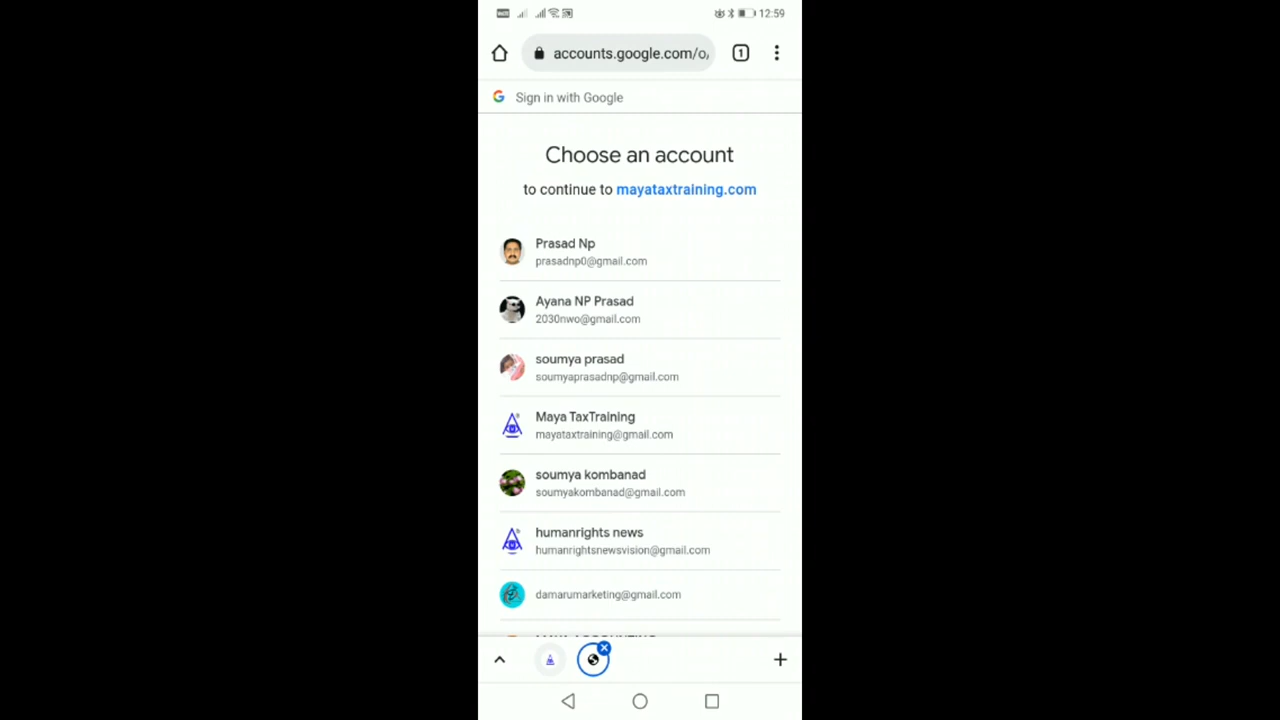 12:59
accounts.google.com/o/
1
Sign in with Google
Choose an account
to continue to mayataxtraining.com
Prasad Np
prasadnp0@gmail.com
Ayana NP Prasad
2030nwo@gmail.com
soumya prasad
soumyaprasadnp@gmail.com
Maya TaxTraining
mayataxtraining@gmail.com
soumya kombanad
soumyakombanad@gmail.com
humanrights news
humanrightsnewsvision@gmail.com
damarumarketing@gmail.com